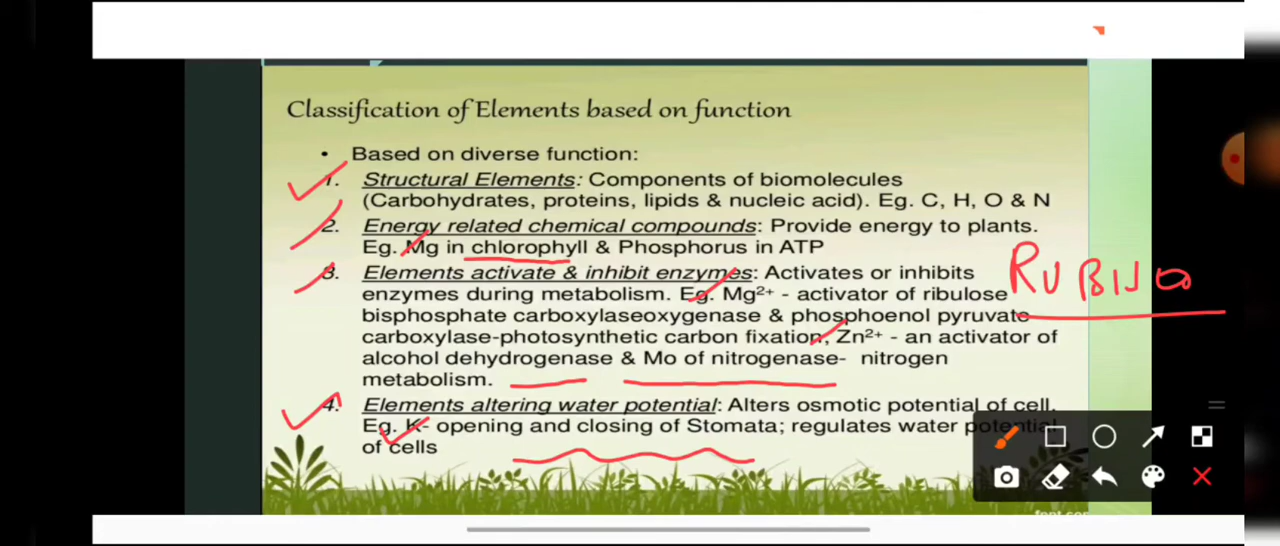 Classification of Elements based on function
• Based on diverse function:
1. Structural Elements: Components of biomolecules
(Carbohydrates, proteins, lipids & nucleic acid). Eg. C, H, O & N
2. Energy related chemical compounds: Provide energy to plants.
Eg. Mg in chlorophyll & Phosphorus in ATP
3. Elements activate & inhibit enzymes: Activates or inhibits
enzymes during metabolism. Eg. Mg²⁺ - activator of ribulose
RUBISCO
bisphosphate carboxylaseoxygenase & phosphoenol pyruvate
carboxylase-photosynthetic carbon fixation, Zn²⁺ - an activator of
alcohol dehydrogenase & Mo of nitrogenase- nitrogen
metabolism.
4. Elements altering water potential: Alters osmotic potential of cell.
Eg. K- opening and closing of Stomata; regulates water potential
of cells